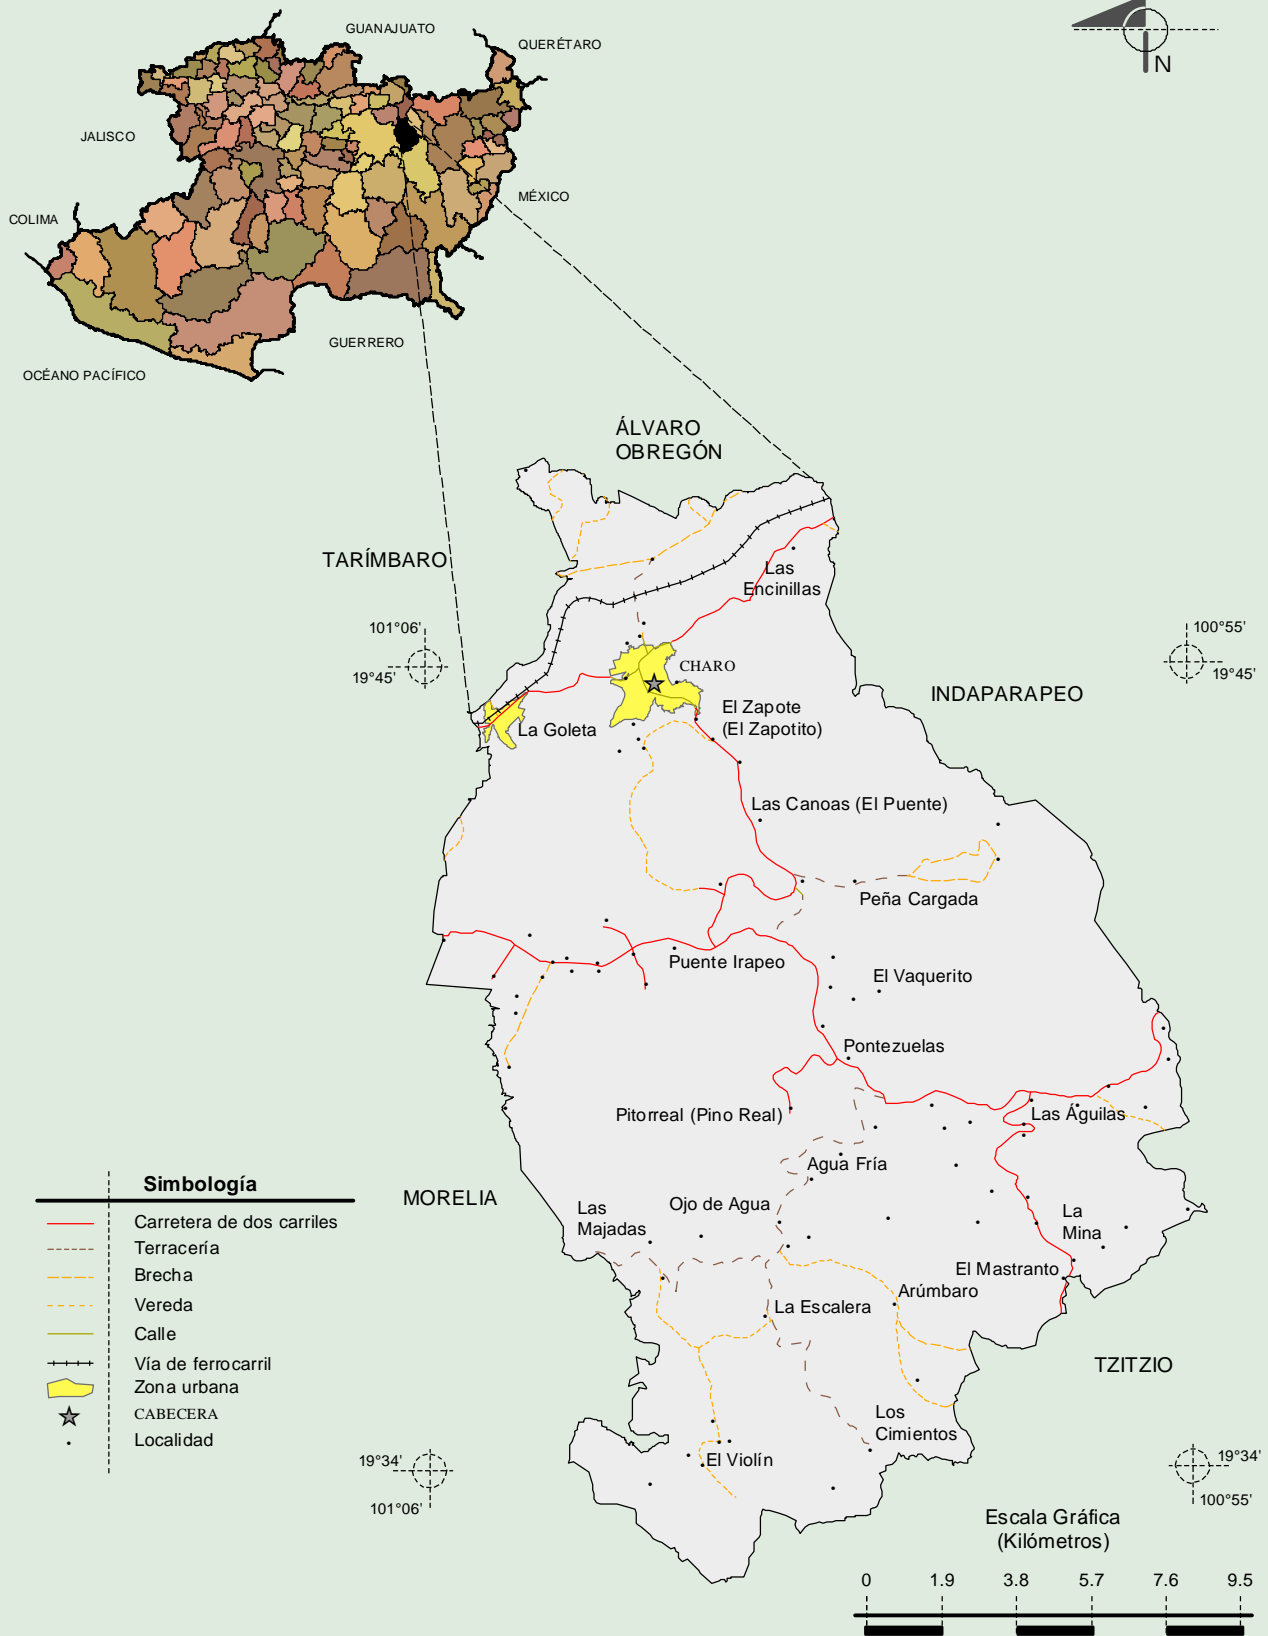 GUANAJUATO
QUERÉTARO
N
JALISCO
MÉXICO
COLIMA
GUERRERO
OCÉANO PACÍFICO
ÁLVARO
OBREGÓN
TARÍMBARO
Las
Encinillas
101°06'
19°45'
100°55'
19°45'
CHARO
INDAPARAPEO
El Zapote
(El Zapotito)
La Goleta
Las Canoas (El Puente)
Peña Cargada
Puente Irapeo
El Vaquerito
Pontezuelas
Pitorreal (Pino Real)
Las Águilas
Agua Fría
MORELIA
Ojo de Agua
Las
Majadas
La
Mina
El Mastranto
Arúmbaro
La Escalera
TZITZIO
Los
Cimientos
El Violín
Simbología
Carretera de dos carriles
Terracería
Brecha
Vereda
Calle
Vía de ferrocarril
Zona urbana
CABECERA
Localidad
19°34'
101°06'
19°34'
100°55'
Escala Gráfica
(Kilómetros)
0 1.9 3.8 5.7 7.6 9.5